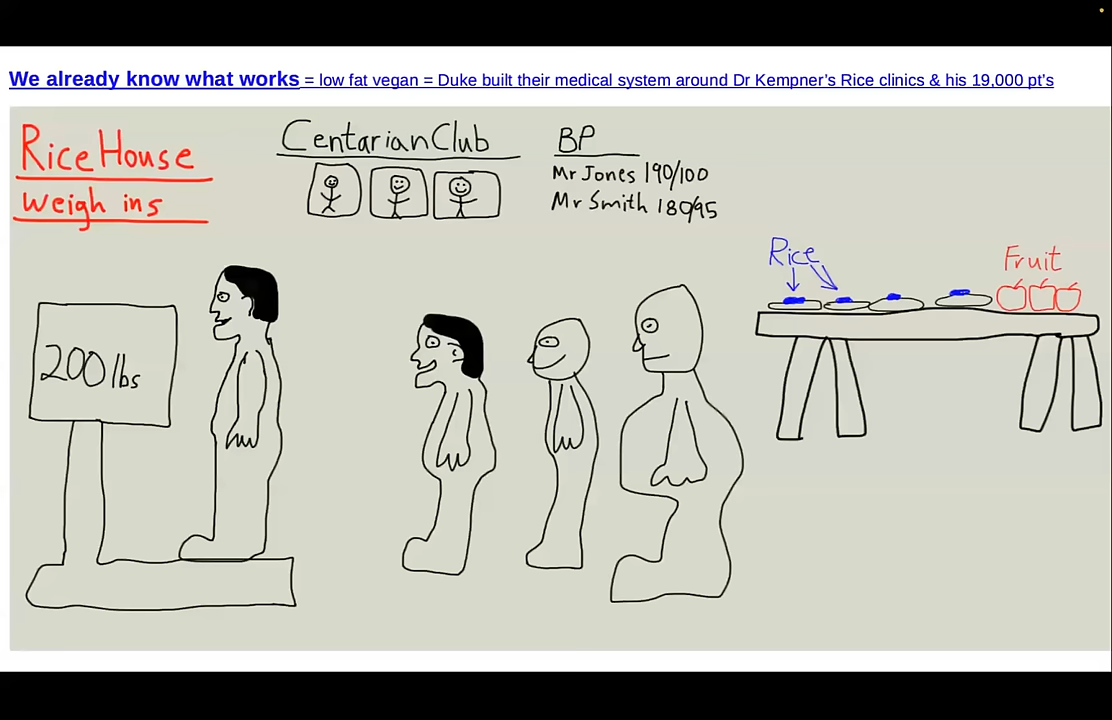 We already know what works = low fat vegan = Duke built their medical system around Dr Kempner's Rice clinics & his 19,000 pt's
Rice House
weigh ins
Centarian Club
BP
Mr Jones 190/100
Mr Smith 180/95
Rice
Fruit
200 lbs